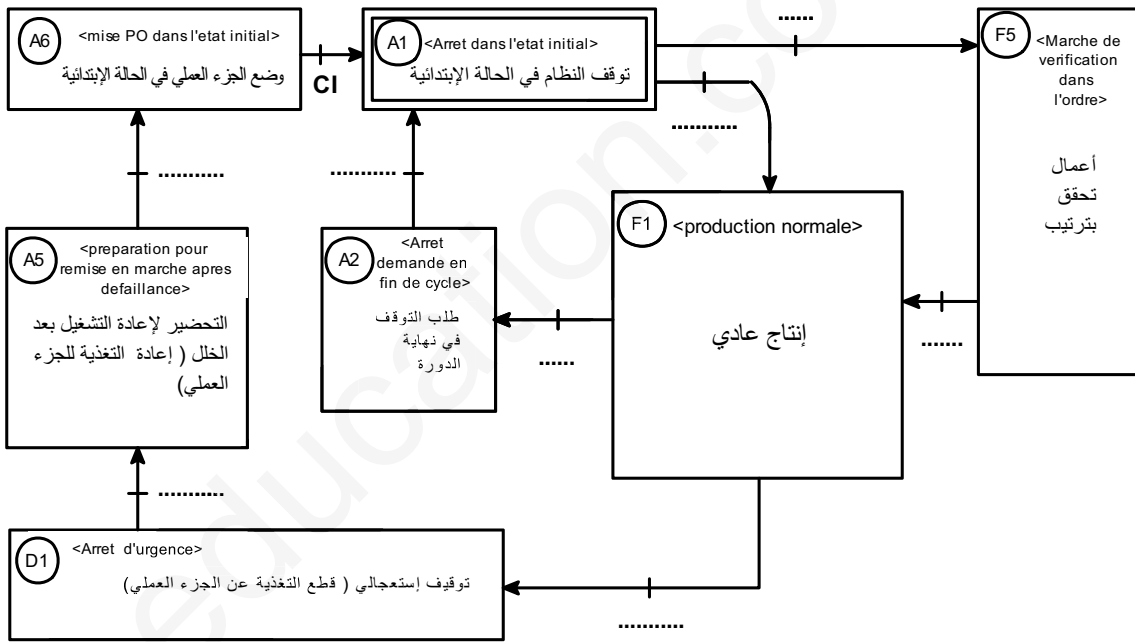 A6
<mise PO dans l'etat initial>
وضع الجزء العملي في الحالة الإبتدائية
CI
A1
<Arret dans l'etat initial>
توقف النظام في الحالة الإبتدائية
......
...........
F5
<Marche de
verification
dans
l'ordre>
أعمال
تحقق
بترتيب
...........
...........
A5
<preparation pour
remise en marche apres
defaillance>
التحضير لإعادة التشغيل بعد
الخلل ( إعادة التغذية للجزء
العملي)
A2
<Arret
demande en
fin de cycle>
طلب التوقف
في نهاية
الدورة
......
F1
<production normale>
إنتاج عادي
.......
...........
D1
<Arret d'urgence>
توقيف إستعجالي ( قطع التغذية عن الجزء العملي)
...........
education.co